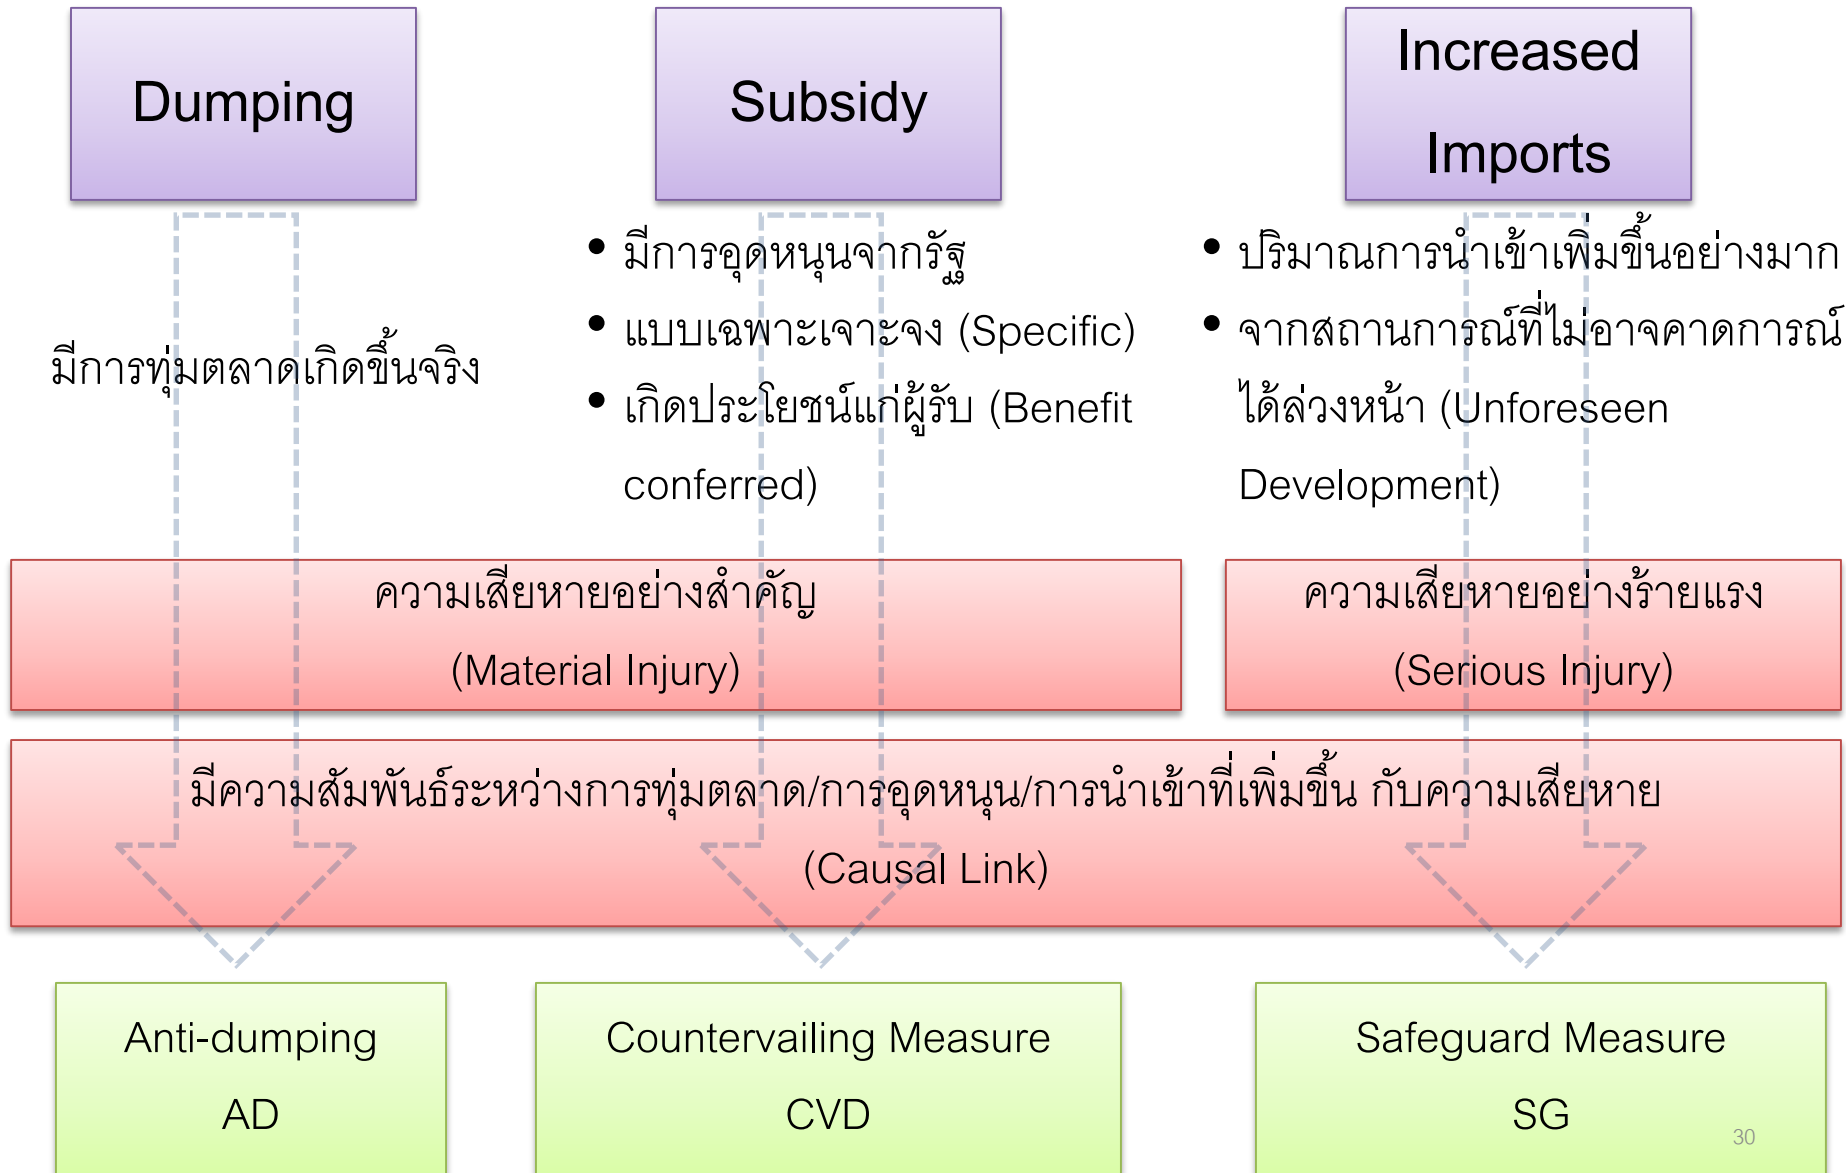 Dumping
Subsidy
Increased
Imports
มีการทุ่มตลาดเกิดขึ้นจริง
• มีการอุดหนุนจากรัฐ
• แบบเฉพาะเจาะจง (Specific)
• เกิดประโยชน์แก่ผู้รับ (Benefit
conferred)
• ปริมาณการนำเข้าเพิ่มขึ้นอย่างมาก
• จากสถานการณ์ที่ไม่อาจคาดการณ์
ได้ล่วงหน้า (Unforeseen
Development)
ความเสียหายอย่างสำคัญ
(Material Injury)
ความเสียหายอย่างร้ายแรง
(Serious Injury)
มีความสัมพันธ์ระหว่างการทุ่มตลาด/การอุดหนุน/การนำเข้าที่เพิ่มขึ้น กับความเสียหาย
(Causal Link)
Anti-dumping
AD
Countervailing Measure
CVD
Safeguard Measure
SG
30